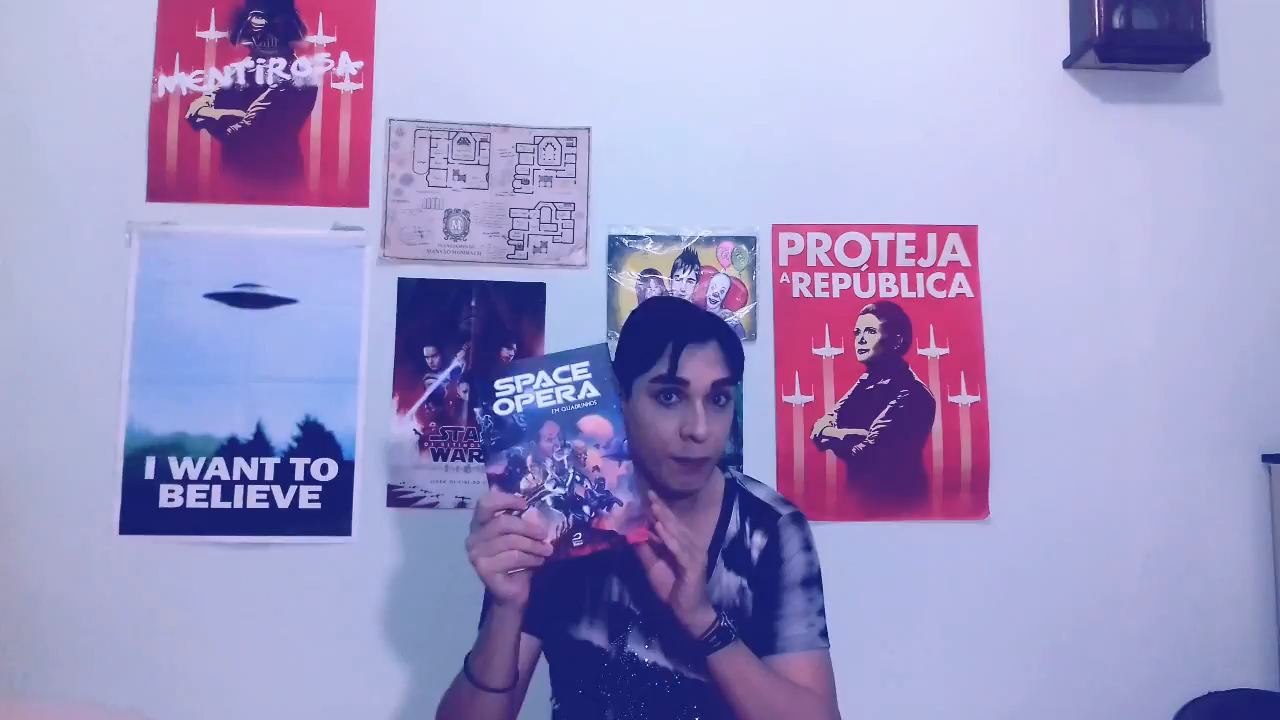 MENTIROSA
M
PROTEJA
A REPÚBLICA
SPACE
OPERA
EM QUADRINHOS
STAR
WARS
I WANT TO
BELIEVE